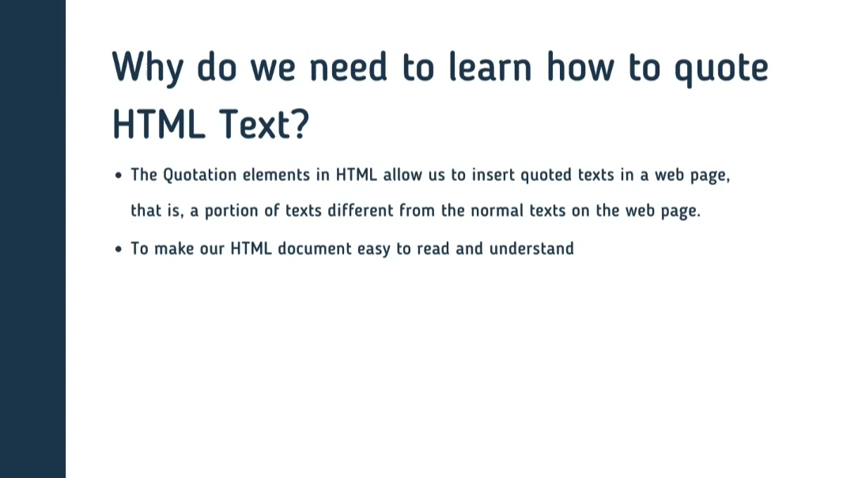 Why do we need to learn how to quote
HTML Text?
• The Quotation elements in HTML allow us to insert quoted texts in a web page,
that is, a portion of texts different from the normal texts on the web page.
• To make our HTML document easy to read and understand